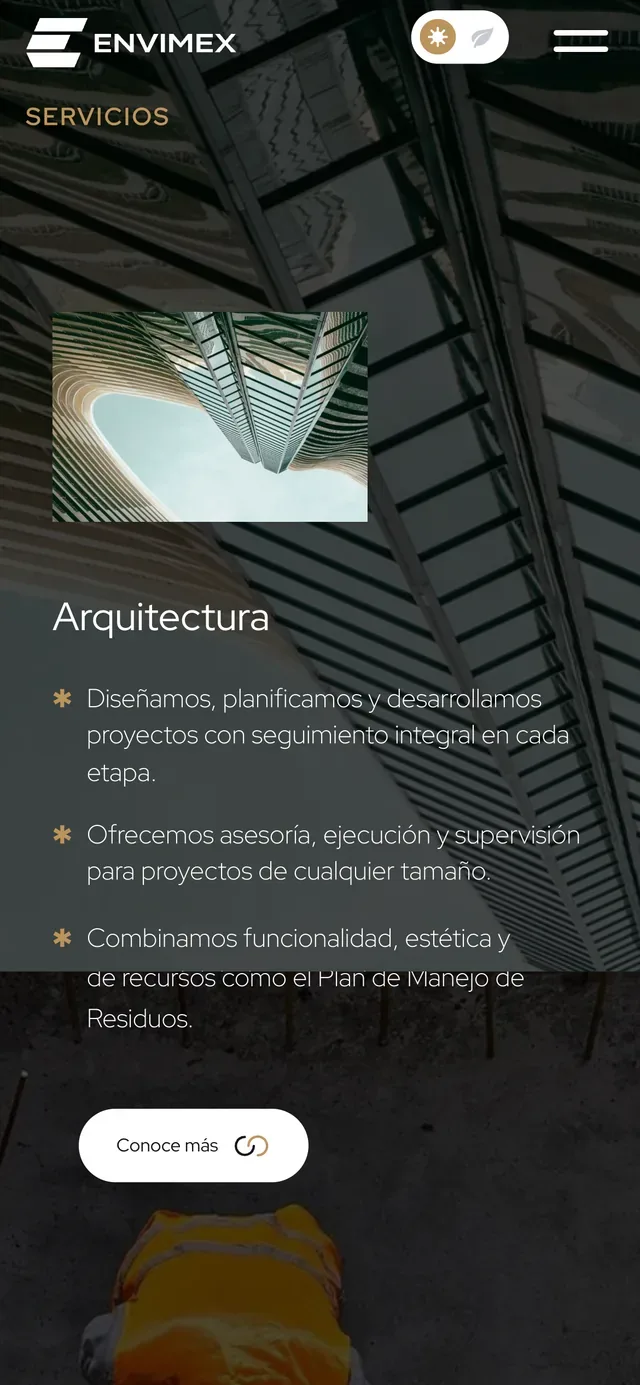 ENVIMEX
SERVICIOS
Arquitectura
✱ Diseñamos, planificamos y desarrollamos
proyectos con seguimiento integral en cada
etapa.
✱ Ofrecemos asesoría, ejecución y supervisión
para proyectos de cualquier tamaño.
✱ Combinamos funcionalidad, estética y
de recursos como el Plan de Manejo de
Residuos.
Conoce más